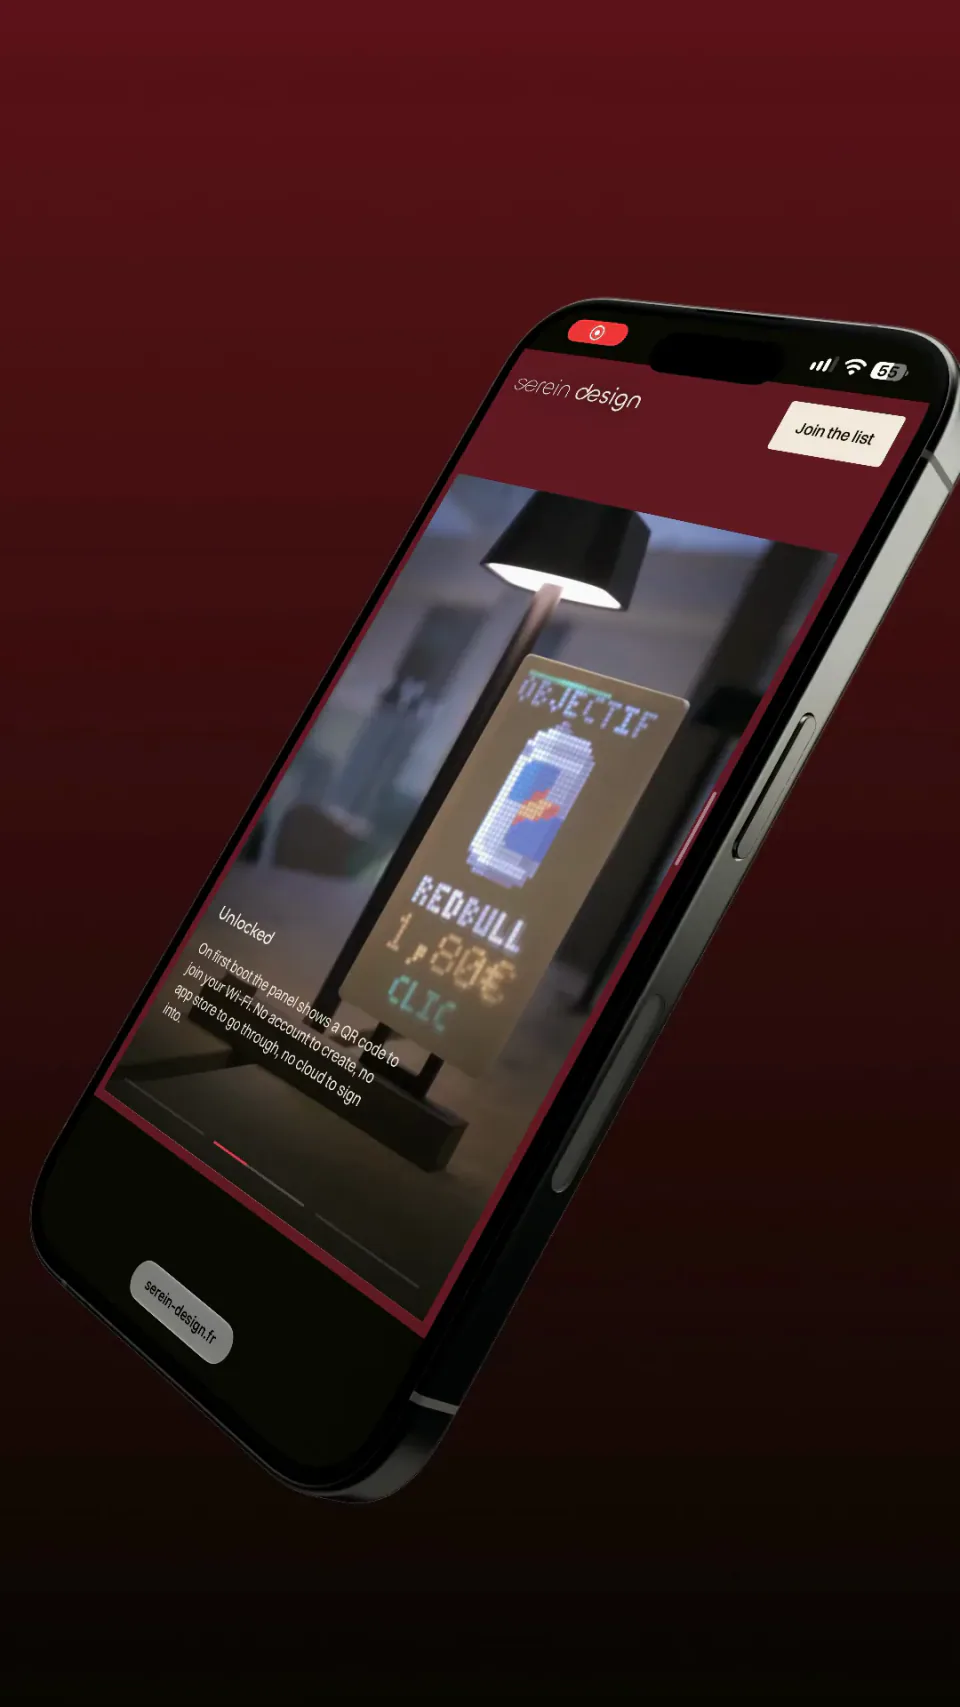 55
serein design
Join the list
OBJECTIF
REDBULL
1,80€
CLIC
Unlocked
On first boot the panel shows a QR code to
join your Wi-Fi. No account to create, no
app store to go through, no cloud to sign
into.
serein-design.fr